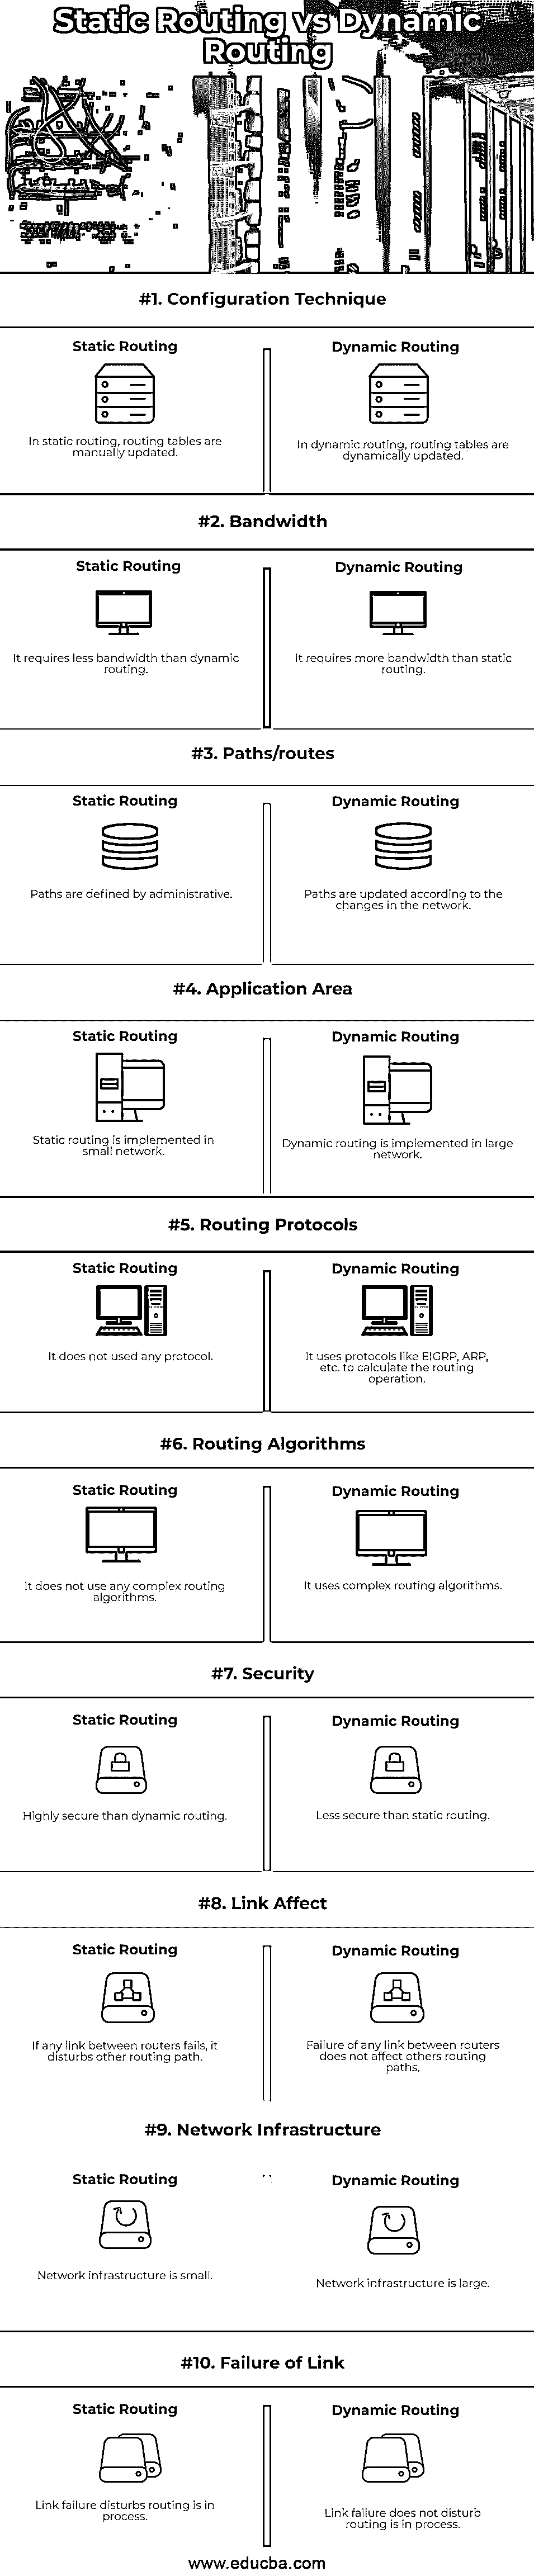 Static Routing vs Dynamic
Routing
#1. Configuration Technique
Static Routing
In static routing, routing tables are
manually updated.
Dynamic Routing
In dynamic routing, routing tables are
dynamically updated.
#2. Bandwidth
Static Routing
It requires less bandwidth than dynamic
routing.
Dynamic Routing
It requires more bandwidth than static
routing.
#3. Paths/routes
Static Routing
Paths are defined by administrative.
Dynamic Routing
Paths are updated according to the
changes in the network.
#4. Application Area
Static Routing
Static routing is implemented in
small network.
Dynamic Routing
Dynamic routing is implemented in large
network.
#5. Routing Protocols
Static Routing
It does not used any protocol.
Dynamic Routing
It uses protocols like EIGRP, ARP,
etc. to calculate the routing
operation.
#6. Routing Algorithms
Static Routing
It does not use any complex routing
algorithms.
Dynamic Routing
It uses complex routing algorithms.
#7. Security
Static Routing
Highly secure than dynamic routing.
Dynamic Routing
Less secure than static routing.
#8. Link Affect
Static Routing
If any link between routers fails, it
disturbs other routing path.
Dynamic Routing
Failure of any link between routers
does not affect others routing
paths.
#9. Network Infrastructure
Static Routing
Network infrastructure is small.
Dynamic Routing
Network infrastructure is large.
#10. Failure of Link
Static Routing
Link failure disturbs routing is in
process.
Dynamic Routing
Link failure does not disturb
routing is in process.
www.educba.com